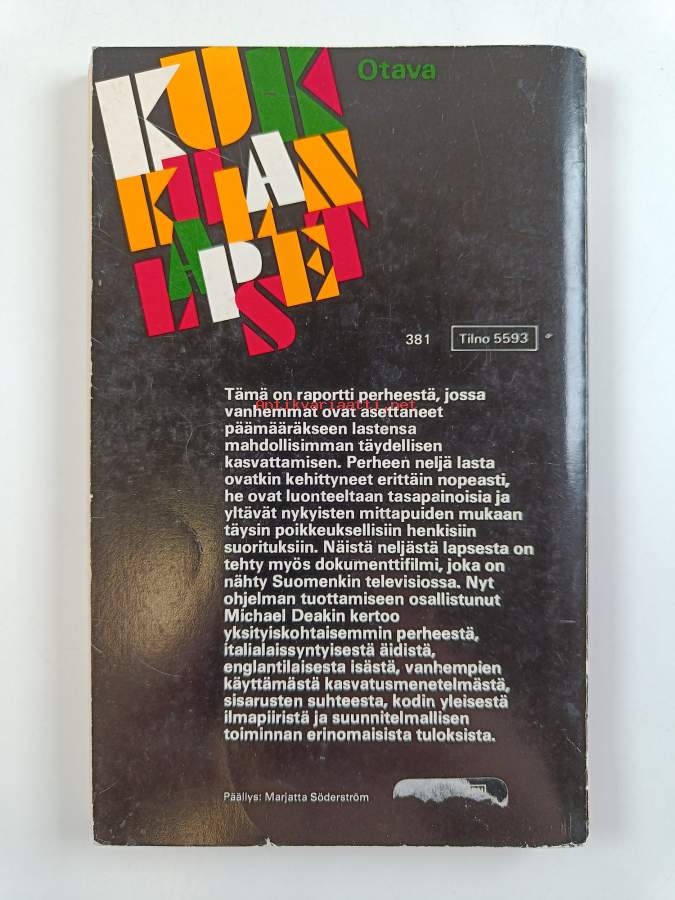 KUK
KILAN
LAPSET
Otava
381 Tilno 5593
Tämä on raportti perheestä, jossa
Antikvariaatti.net
vanhemmat ovat asettaneet
päämääräkseen lastensa
mahdollisimman täydellisen
kasvattamisen. Perheen neljä lasta
ovatkin kehittyneet erittäin nopeasti,
he ovat luonteeltaan tasapainoisia ja
yltävät nykyisten mittapuiden mukaan
täysin poikkeuksellisiin henkisiin
suorituksiin. Näistä neljästä lapsesta on
tehty myös dokumenttifilmi, joka on
nähty Suomenkin televisiossa. Nyt
ohjelman tuottamiseen osallistunut
Michael Deakin kertoo
yksityiskohtaisemmin perheestä,
italialaissyntyisestä äidistä,
englantilaisesta isästä, vanhempien
käyttämästä kasvatusmenetelmästä,
sisarusten suhteesta, kodin yleisestä
ilmapiiristä ja suunnitelmallisen
toiminnan erinomaisista tuloksista.
Päällys: Marjatta Söderström